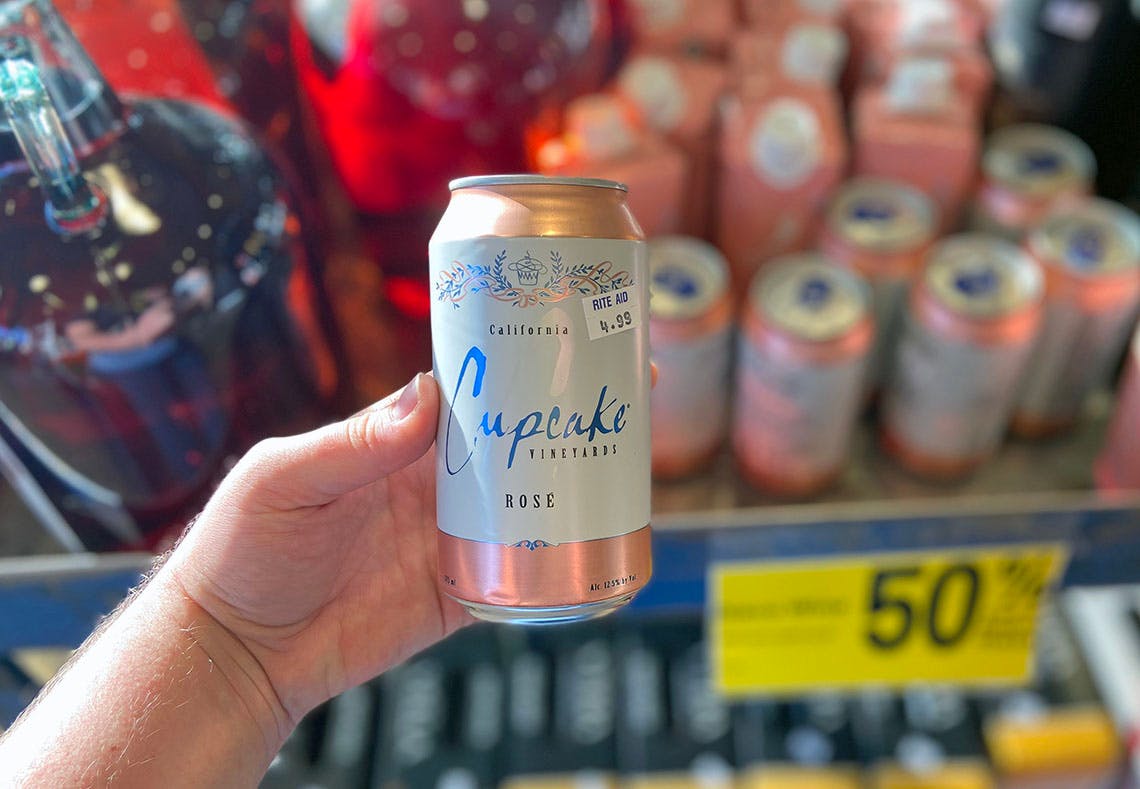 RITE AID
4.99
California
Cupcake
VINEYARDS
ROSÉ
Alc. 12.5% by Vol.
50%